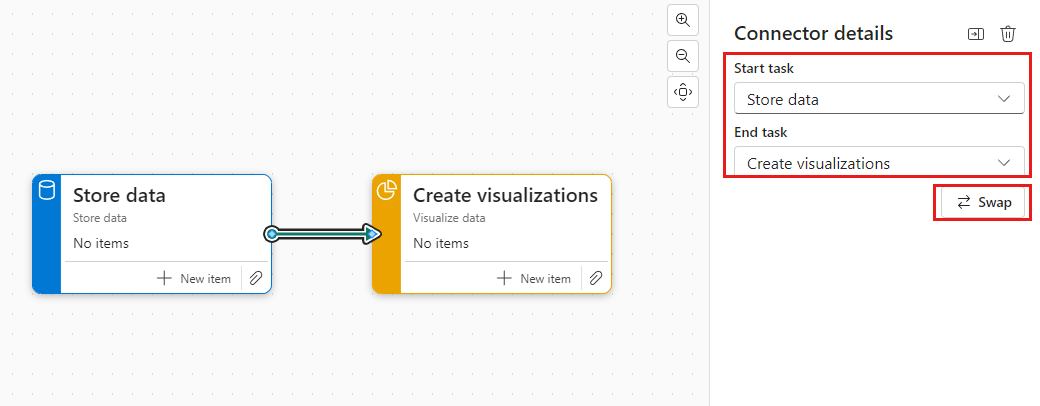 Connector details
Start task
Store data
End task
Create visualizations
Swap
Store data
Store data
No items
New item
Create visualizations
Visualize data
No items
New item